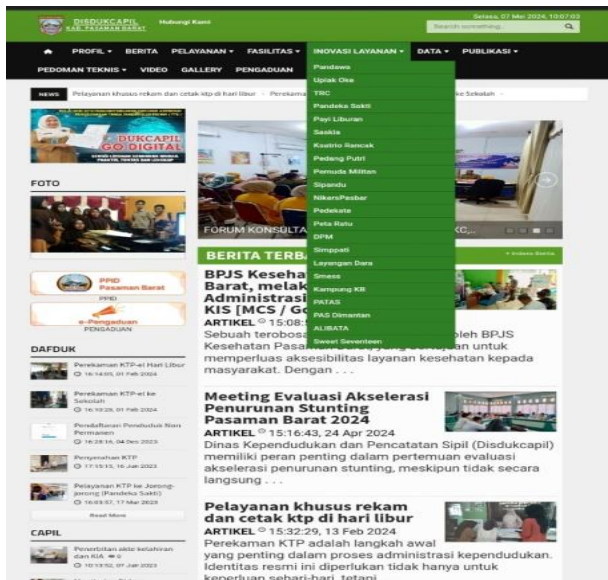 DISDUKCAPIL
KAB. PASAMAN BARAT
Hubungi Kami
Selasa, 07 Mei 2024, 10:07:03
Search something...
PROFIL
BERITA
PELAYANAN
FASILITAS
INOVASI LAYANAN
DATA
PUBLIKASI
PEDOMAN TEKNIS
VIDEO
GALLERY
PENGADUAN
Pandawa
Upiak Oke
TRC
Pandeka Sakti
Payi Liburan
Saskia
Ksatrio Rancak
Pedang Putri
Pemuda Militan
Sipandu
NikersPasbar
Pedekate
Peta Ratu
DPM
Simppati
Layangan Dara
Smess
Kampung KB
PATAS
PAS Dimantan
ALIBATA
Sweet Seventeen
NEWS
Pelayanan khusus rekam dan cetak ktp di hari libur - Perekama
ke Sekolah -
DUKCAPIL
GO DIGITAL
FOTO
FORUM KONSULTA
KC,..
PPID
Pasaman Barat
PPID
e-Pengaduan
PENGADUAN
DAFDUK
Perekaman KTP-el Hari Libur
16:14:05, 01 Feb 2024
Perekaman KTP-el ke
Sekolah
16:10:28, 01 Feb 2024
Pendaftaran Penduduk Non
Permanen
16:28:16, 04 Des 2023
Penyerahan KTP
17:15:15, 16 Jun 2023
Pelayanan KTP ke Jorong-
jorong (Pandeka Sakti)
16:03:57, 17 Mar 2023
Read More
CAPIL
Penerbitan akte kelahiran
dan KIA
10:13:52, 07 Jun 2023
BERITA TERB
+ Indeks Berita
BPJS Keseha
Barat, melak
Administrasi
KIS [MCS / Go
ARTIKEL 15:08:
Sebuah terobosa
oleh BPJS
Kesehatan Pasaman Barat, yang bertujuan untuk
memperluas aksesibilitas layanan kesehatan kepada
masyarakat. Dengan . . .
Meeting Evaluasi Akselerasi
Penurunan Stunting
Pasaman Barat 2024
ARTIKEL 15:16:43, 24 Apr 2024
Dinas Kependudukan dan Pencatatan Sipil (Disdukcapil)
memiliki peran penting dalam pertemuan evaluasi
akselerasi penurunan stunting, meskipun tidak secara
langsung . . .
Pelayanan khusus rekam
dan cetak ktp di hari libur
ARTIKEL 15:32:29, 13 Feb 2024
Perekaman KTP adalah langkah awal
yang penting dalam proses administrasi kependudukan.
Identitas resmi ini diperlukan tidak hanya untuk
keperluan sehari-hari, tetapi